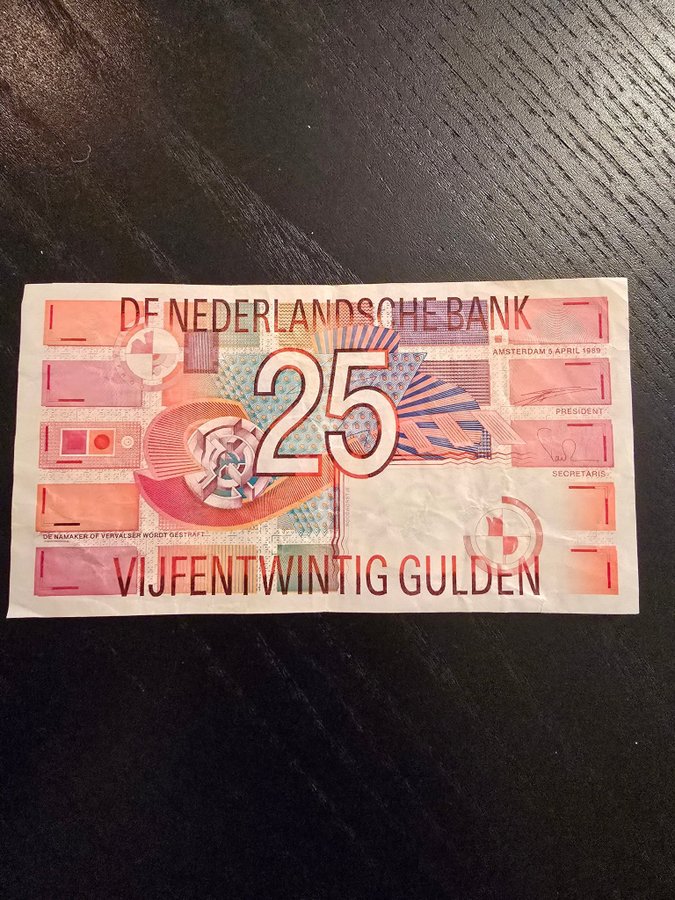 DE NEDERLANDSCHE BANK
AMSTERDAM 5 APRIL 1989
25
PRESIDENT
SECRETARIS
DE NAMAKER OF VERVALSER WORDT GESTRAFT
VIJFENTWINTIG GULDEN